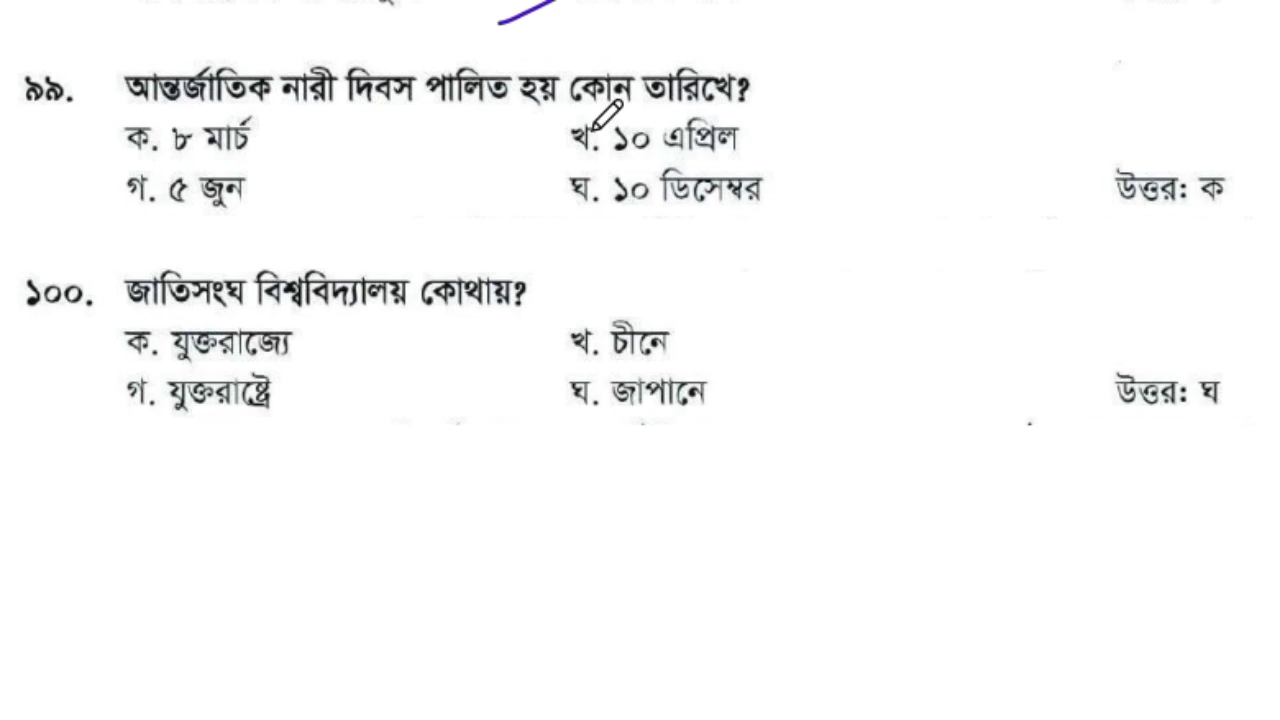 ৯৯. আন্তর্জাতিক নারী দিবস পালিত হয় কোন তারিখে?
ক. ৮ মার্চ খ. ১০ এপ্রিল
গ. ৫ জুন ঘ. ১০ ডিসেম্বর উত্তর: ক
১০০. জাতিসংঘ বিশ্ববিদ্যালয় কোথায়?
ক. যুক্তরাজ্যে খ. চীনে
গ. যুক্তরাষ্ট্রে ঘ. জাপানে উত্তর: ঘ